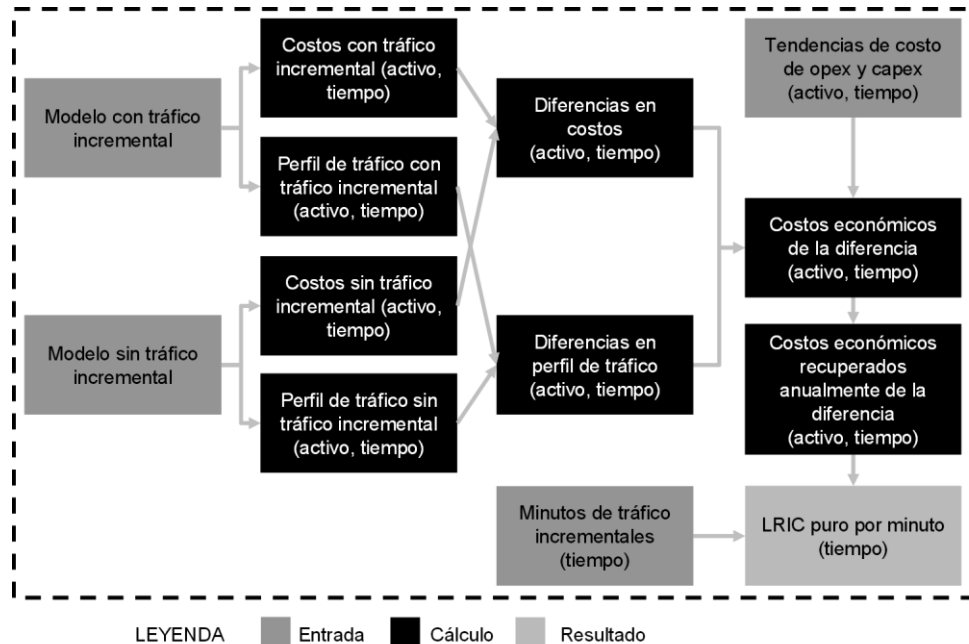 Modelo con tráfico
incremental
Modelo sin tráfico
incremental
Costos con tráfico
incremental (activo,
tiempo)
Perfil de tráfico con
tráfico incremental
(activo, tiempo)
Costos sin tráfico
incremental (activo,
tiempo)
Perfil de tráfico sin
tráfico incremental
(activo, tiempo)
Diferencias en
costos
(activo, tiempo)
Diferencias en
perfil de tráfico
(activo, tiempo)
Minutos de tráfico
incrementales
(tiempo)
Tendencias de costo
de opex y capex
(activo, tiempo)
Costos económicos
de la diferencia
(activo, tiempo)
Costos económicos
recuperados
anualmente de la
diferencia
(activo, tiempo)
LRIC puro por minuto
(tiempo)
LEYENDA Entrada Cálculo Resultado